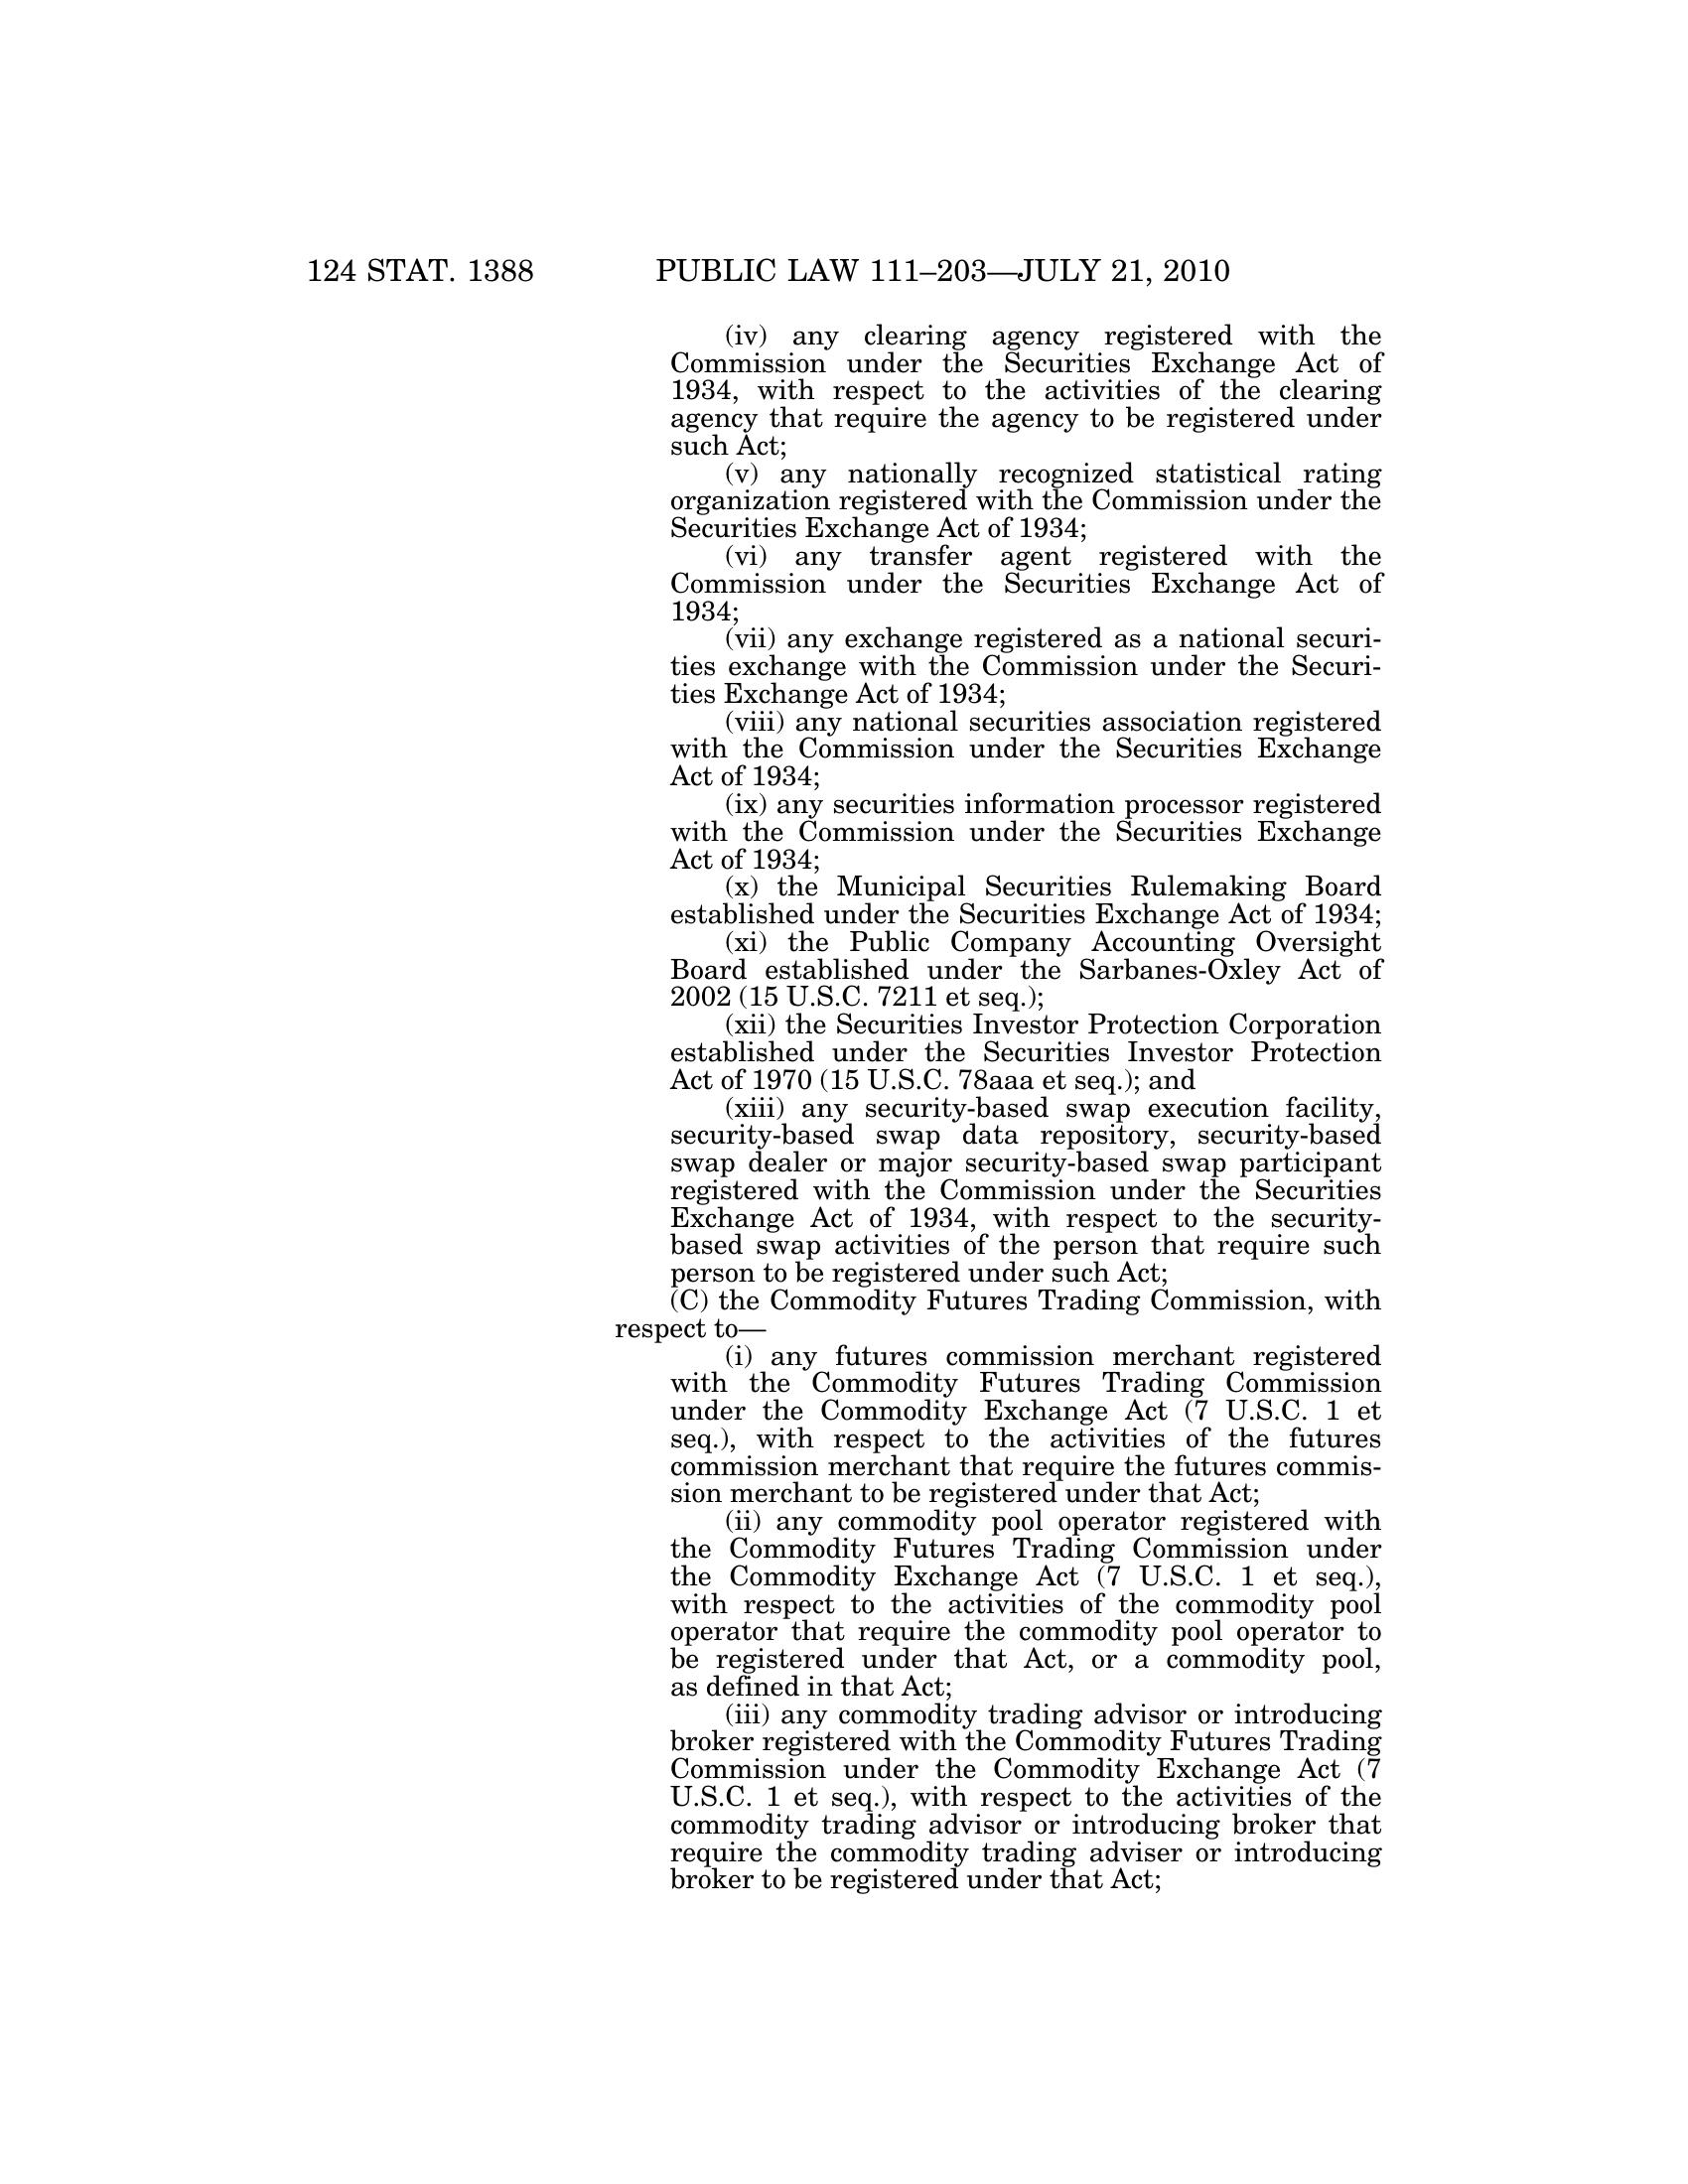 124 STAT. 1388 PUBLIC LAW 111–203—JULY 21, 2010
(iv) any clearing agency registered with the
Commission under the Securities Exchange Act of
1934, with respect to the activities of the clearing
agency that require the agency to be registered under
such Act;
(v) any nationally recognized statistical rating
organization registered with the Commission under the
Securities Exchange Act of 1934;
(vi) any transfer agent registered with the
Commission under the Securities Exchange Act of
1934;
(vii) any exchange registered as a national securi-
ties exchange with the Commission under the Securi-
ties Exchange Act of 1934;
(viii) any national securities association registered
with the Commission under the Securities Exchange
Act of 1934;
(ix) any securities information processor registered
with the Commission under the Securities Exchange
Act of 1934;
(x) the Municipal Securities Rulemaking Board
established under the Securities Exchange Act of 1934;
(xi) the Public Company Accounting Oversight
Board established under the Sarbanes-Oxley Act of
2002 (15 U.S.C. 7211 et seq.);
(xii) the Securities Investor Protection Corporation
established under the Securities Investor Protection
Act of 1970 (15 U.S.C. 78aaa et seq.); and
(xiii) any security-based swap execution facility,
security-based swap data repository, security-based
swap dealer or major security-based swap participant
registered with the Commission under the Securities
Exchange Act of 1934, with respect to the security-
based swap activities of the person that require such
person to be registered under such Act;
(C) the Commodity Futures Trading Commission, with
respect to—
(i) any futures commission merchant registered
with the Commodity Futures Trading Commission
under the Commodity Exchange Act (7 U.S.C. 1 et
seq.), with respect to the activities of the futures
commission merchant that require the futures commis-
sion merchant to be registered under that Act;
(ii) any commodity pool operator registered with
the Commodity Futures Trading Commission under
the Commodity Exchange Act (7 U.S.C. 1 et seq.),
with respect to the activities of the commodity pool
operator that require the commodity pool operator to
be registered under that Act, or a commodity pool,
as defined in that Act;
(iii) any commodity trading advisor or introducing
broker registered with the Commodity Futures Trading
Commission under the Commodity Exchange Act (7
U.S.C. 1 et seq.), with respect to the activities of the
commodity trading advisor or introducing broker that
require the commodity trading adviser or introducing
broker to be registered under that Act;